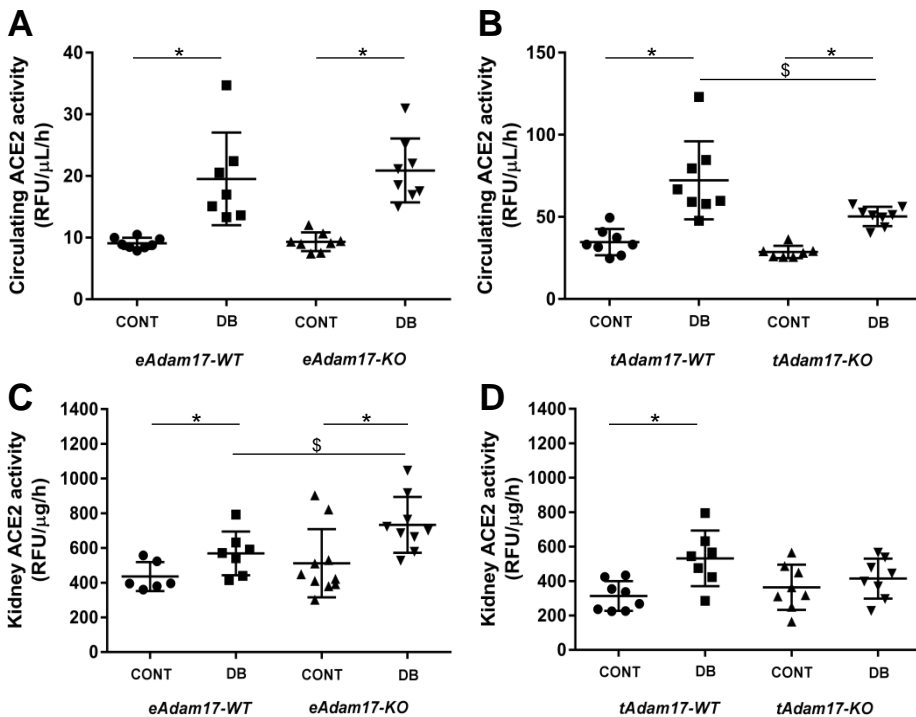 A
Circulating ACE2 activity
(RFU/μL/h)
40
30
20
10
0
*
*
CONT
DB
CONT
DB
eAdam17-WT
eAdam17-KO
B
Circulating ACE2 activity
(RFU/μL/h)
150
100
50
0
*
*
$
CONT
DB
CONT
DB
tAdam17-WT
tAdam17-KO
C
Kidney ACE2 activity
(RFU/μg/h)
1400
1200
1000
800
600
400
200
0
*
*
$
CONT
DB
CONT
DB
eAdam17-WT
eAdam17-KO
D
Kidney ACE2 activity
(RFU/μg/h)
1400
1200
1000
800
600
400
200
0
*
CONT
DB
CONT
DB
tAdam17-WT
tAdam17-KO